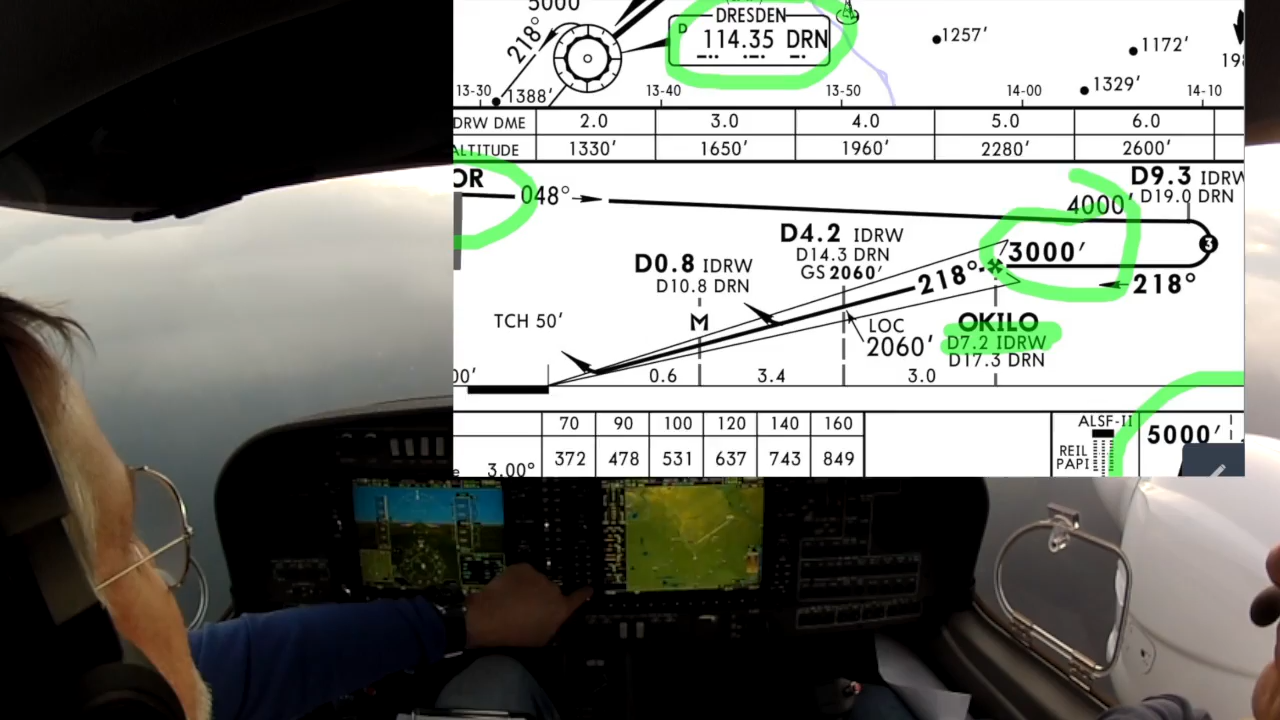 5000
DRESDEN
D
114.35 DRN
218°
1388'
1257'
1172'
1329'
198
13-30 13-40 13-50 14-00 14-10
DRW DME 2.0 3.0 4.0 5.0 6.0
ALTITUDE 1330' 1650' 1960' 2280' 2600'
OR 048°
D9.3 IDRW
D19.0 DRN
4000'
3000'
3
218°
218°
D4.2 IDRW
D14.3 DRN
GS 2060'
D0.8 IDRW
D10.8 DRN
TCH 50'
M
LOC
2060'
OKILO
D7.2 IDRW
D17.3 DRN
00' 0.6 3.4 3.0
70 90 100 120 140 160
3.00° 372 478 531 637 743 849
ALSF-II
REIL
PAPI
5000'